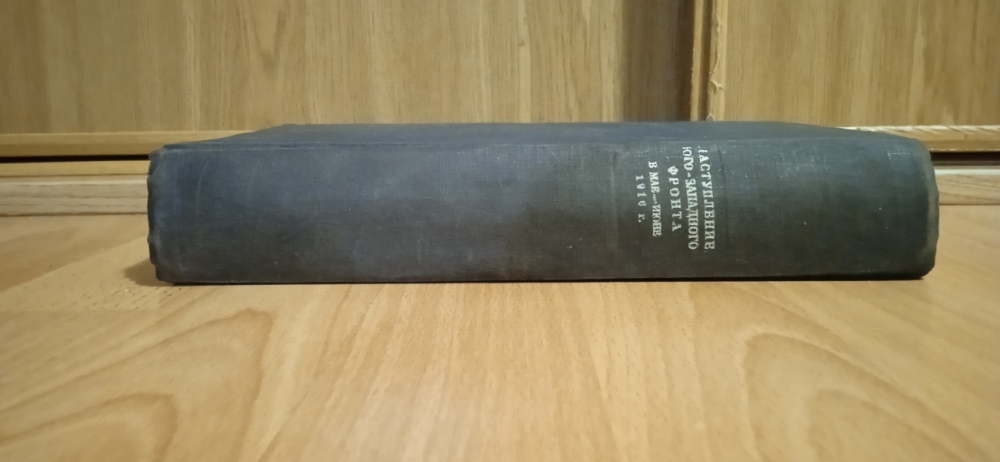 НАСТУПЛЕНИЕ
ЮГО-ЗАПАДНОГО
ФРОНТА
В МАЕ—ИЮНЕ
1916 г.